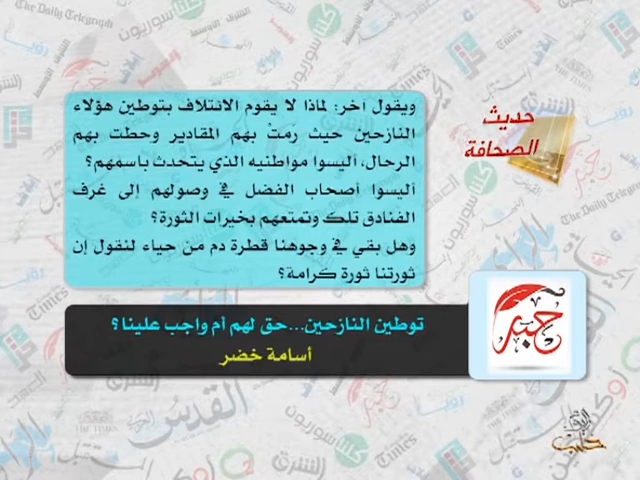 حديث
الصحافة
ويقول آخر: لماذا لا يقوم الائتلاف بتوطين هؤلاء
النازحين حيث رمتْ بهم المقادير وحطت بهم
الرحال، أليسوا مواطنيه الذي يتحدث باسمهم؟
أليسوا أصحاب الفضل في وصولهم إلى غرف
الفنادق تلك وتمتعهم بخيرات الثورة؟
وهل بقي في وجوهنا قطرة دم من حياء لنقول إن
ثورتنا ثورة كرامة؟
توطين النازحين...حق لهم أم واجب علينا؟
أسامة خضر
حبر
حلب اليوم